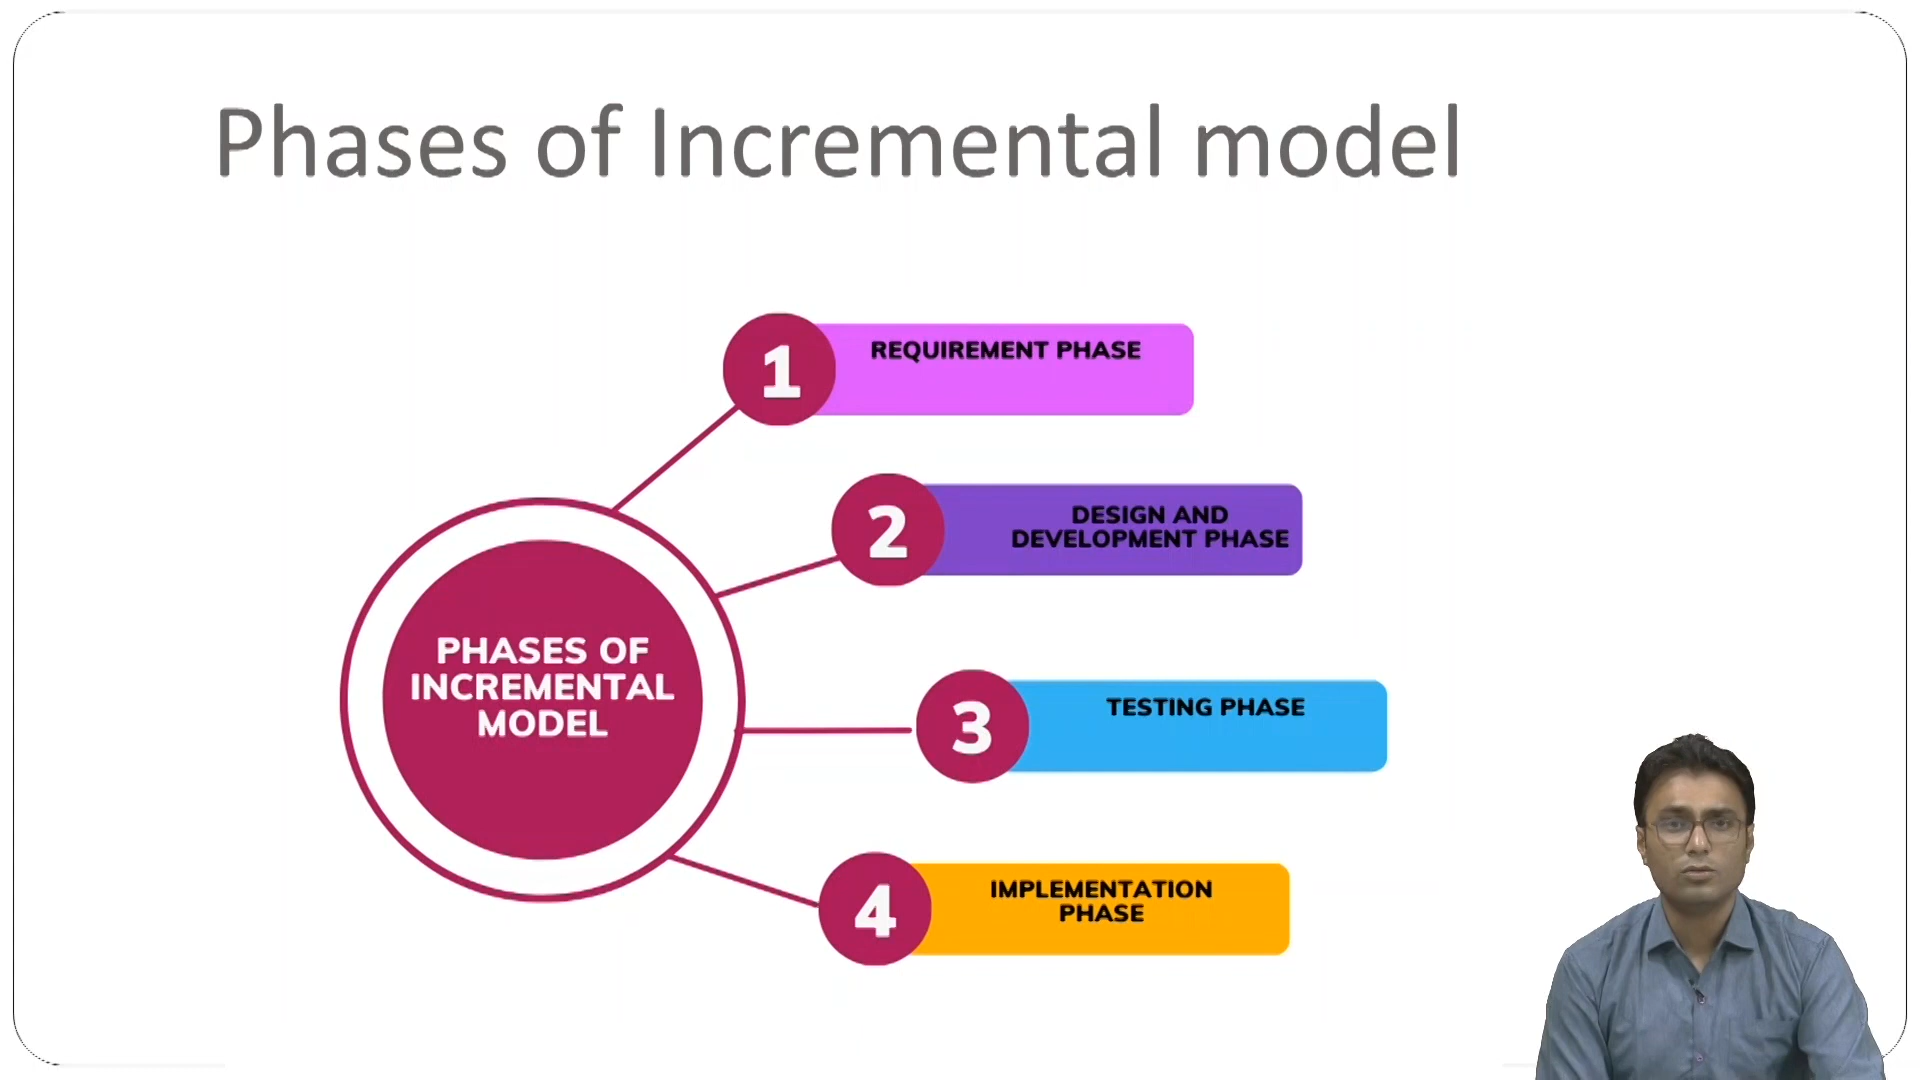 Phases of Incremental model
1
REQUIREMENT PHASE
2
DESIGN AND
DEVELOPMENT PHASE
PHASES OF
INCREMENTAL
MODEL
3
TESTING PHASE
4
IMPLEMENTATION
PHASE